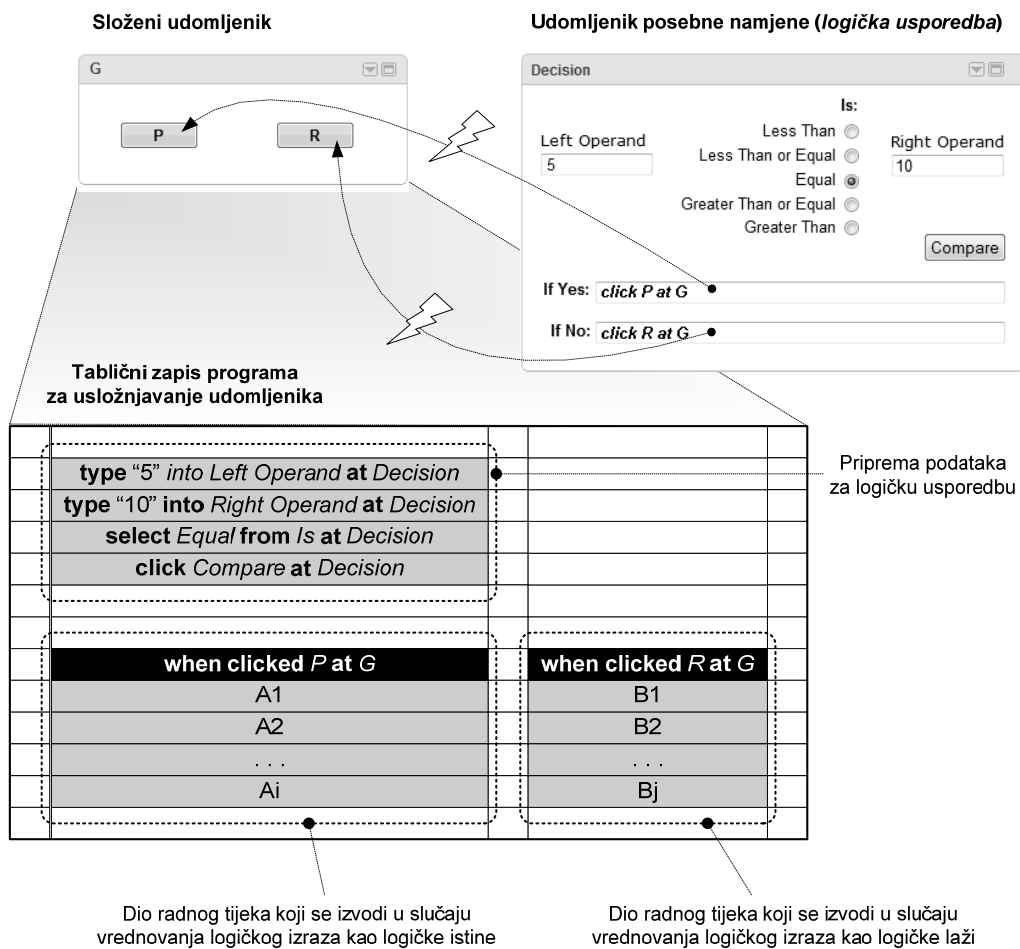 Složeni udomljenik
Udomljenik posebne namjene (logička usporedba)
G
P
R
Decision
Is:
Left Operand
5
Less Than
Less Than or Equal
Equal
Greater Than or Equal
Greater Than
Right Operand
10
Compare
If Yes: click P at G
If No: click R at G
Tablični zapis programa
za usložnjavanje udomljenika
type “5” into Left Operand at Decision
type “10” into Right Operand at Decision
select Equal from Is at Decision
click Compare at Decision
Priprema podataka
za logičku usporedbu
when clicked P at G
A1
A2
. . .
Ai
when clicked R at G
B1
B2
. . .
Bj
Dio radnog tijeka koji se izvodi u slučaju
vrednovanja logičkog izraza kao logičke istine
Dio radnog tijeka koji se izvodi u slučaju
vrednovanja logičkog izraza kao logičke laži